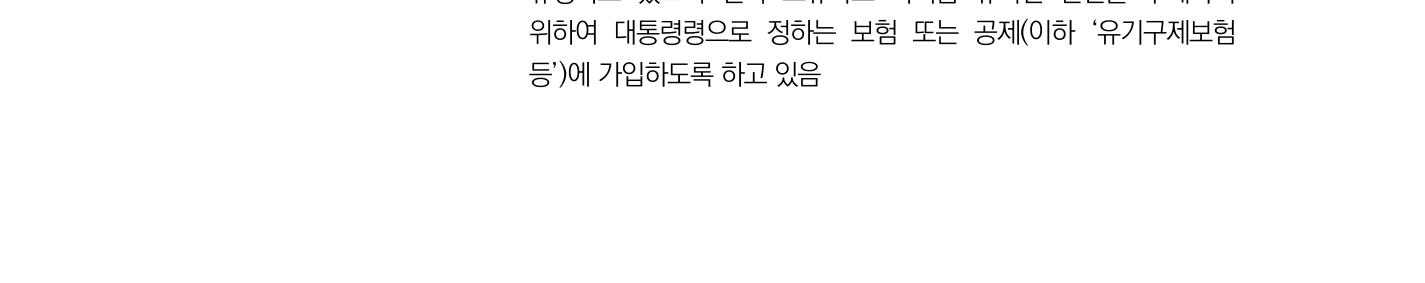 위하여 대통령령으로 정하는 보험 또는 공제(이하 ‘유기구제보험
등’)에 가입하도록 하고 있음